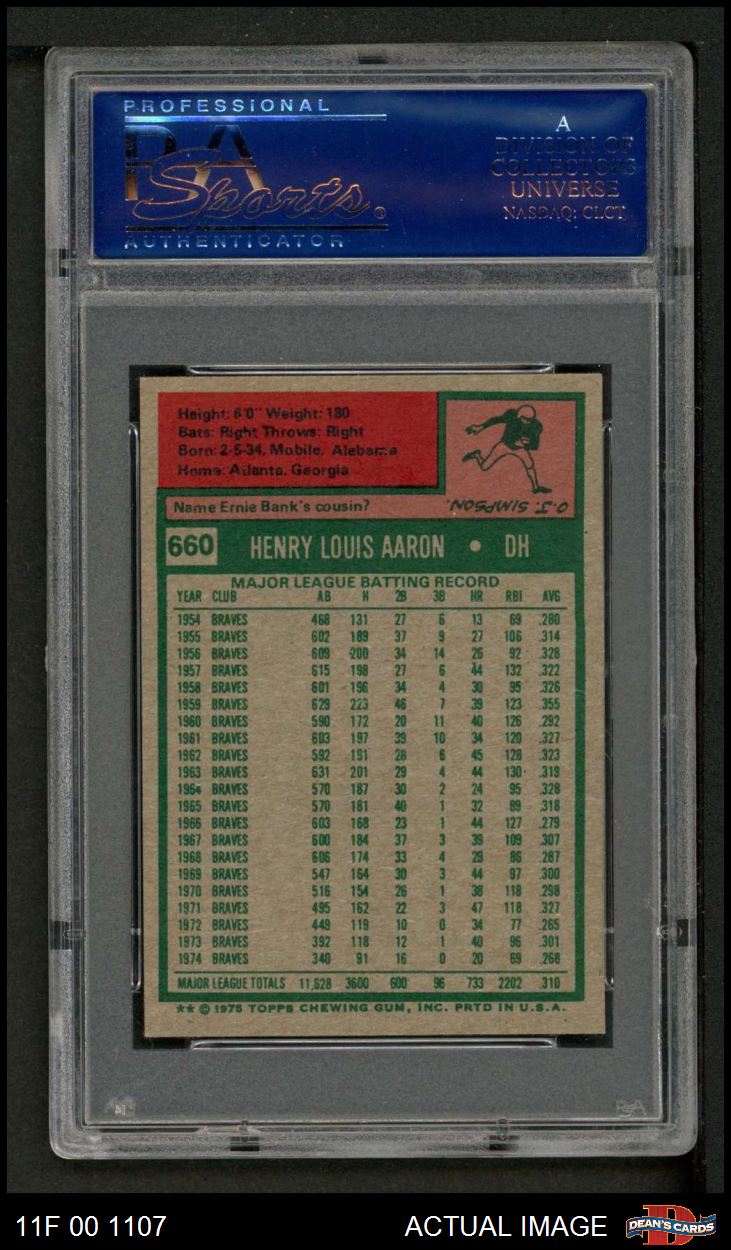 PROFESSIONAL
PSA
Sports®
AUTHENTICATOR
A
DIVISION OF
COLLECTORS
UNIVERSE
NASDAQ: CLCT
Height: 6'0" Weight: 180
Bats: Right Throws: Right
Born: 2-5-34, Mobile, Alabama
Home: Atlanta, Georgia
Name Ernie Bank's cousin?
O.J. SIMPSON.
660 HENRY LOUIS AARON • DH
MAJOR LEAGUE BATTING RECORD
YEAR CLUB AB H 2B 3B HR RBI AVG
1954 BRAVES 468 131 27 6 13 69 .280
1955 BRAVES 602 189 37 9 27 106 .314
1956 BRAVES 609 200 34 14 26 92 .328
1957 BRAVES 615 198 27 6 44 132 .322
1958 BRAVES 601 196 34 4 30 95 .326
1959 BRAVES 629 223 46 7 39 123 .355
1960 BRAVES 590 172 20 11 40 126 .292
1961 BRAVES 603 197 39 10 34 120 .327
1962 BRAVES 592 191 28 6 45 128 .323
1963 BRAVES 631 201 29 4 44 130 .319
1964 BRAVES 570 187 30 2 24 95 .328
1965 BRAVES 570 181 40 1 32 89 .318
1966 BRAVES 603 168 23 1 44 127 .279
1967 BRAVES 600 184 37 3 39 109 .307
1968 BRAVES 606 174 33 4 29 86 .287
1969 BRAVES 547 164 30 3 44 97 .300
1970 BRAVES 516 154 26 1 38 118 .298
1971 BRAVES 495 162 22 3 47 118 .327
1972 BRAVES 449 119 10 0 34 77 .265
1973 BRAVES 392 118 12 1 40 96 .301
1974 BRAVES 340 91 16 0 20 69 .268
MAJOR LEAGUE TOTALS 11,628 3600 600 96 733 2202 .310
** © 1975 TOPPS CHEWING GUM, INC. PRTD IN U.S.A.
11F 00 1107 ACTUAL IMAGE DEAN'S CARDS